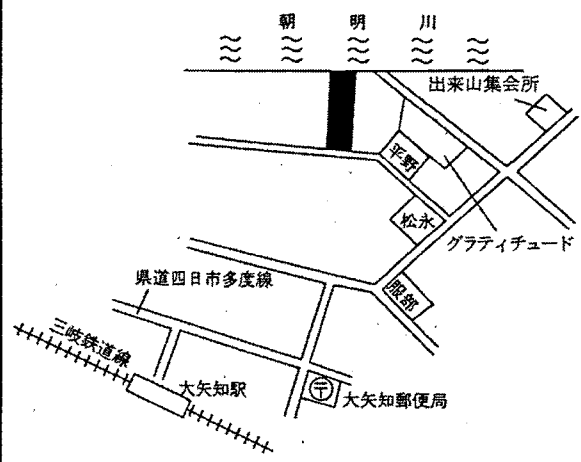 朝明川
出来山集会所
平野
松永
グラティチュード
服部
県道四日市多度線
三岐鉄道線
大矢知駅
〒
大矢知郵便局